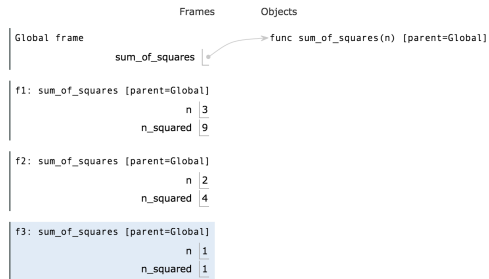 Frames Objects
Global frame func sum_of_squares(n) [parent=Global]
sum_of_squares
f1: sum_of_squares [parent=Global]
n 3
n_squared 9
f2: sum_of_squares [parent=Global]
n 2
n_squared 4
f3: sum_of_squares [parent=Global]
n 1
n_squared 1